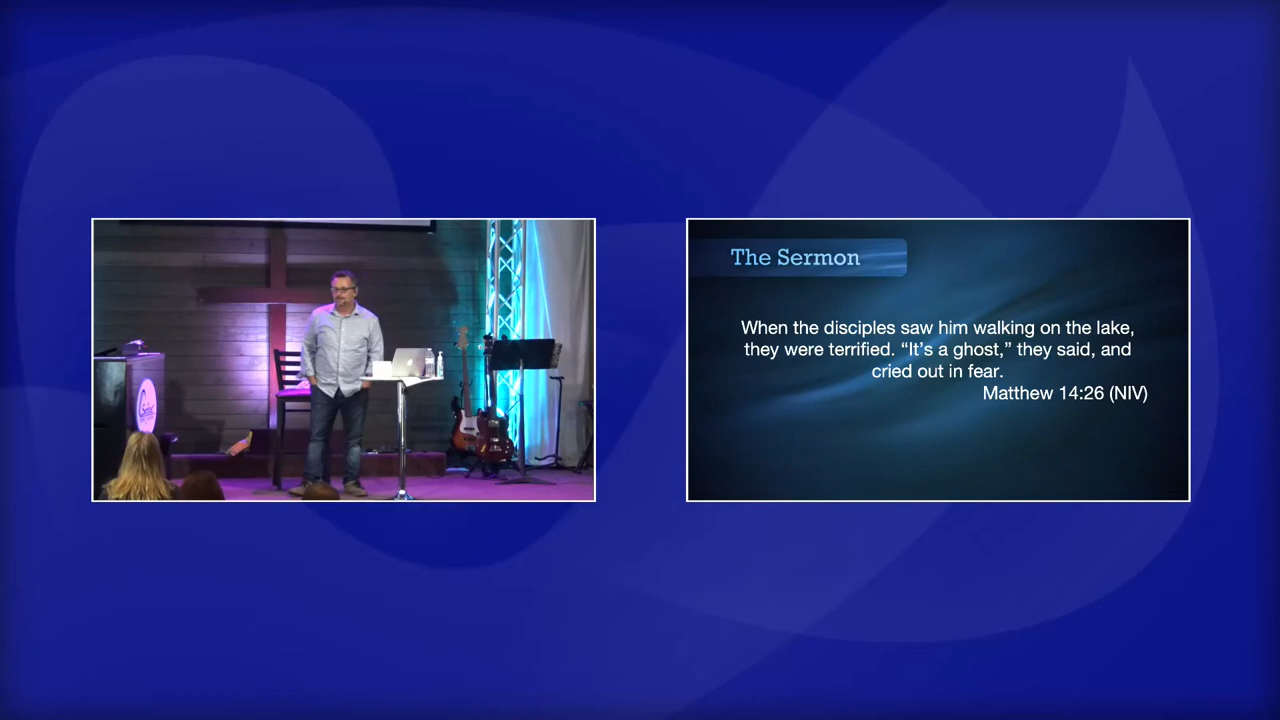 The Sermon
When the disciples saw him walking on the lake,
they were terrified. “It’s a ghost,” they said, and
cried out in fear.
Matthew 14:26 (NIV)